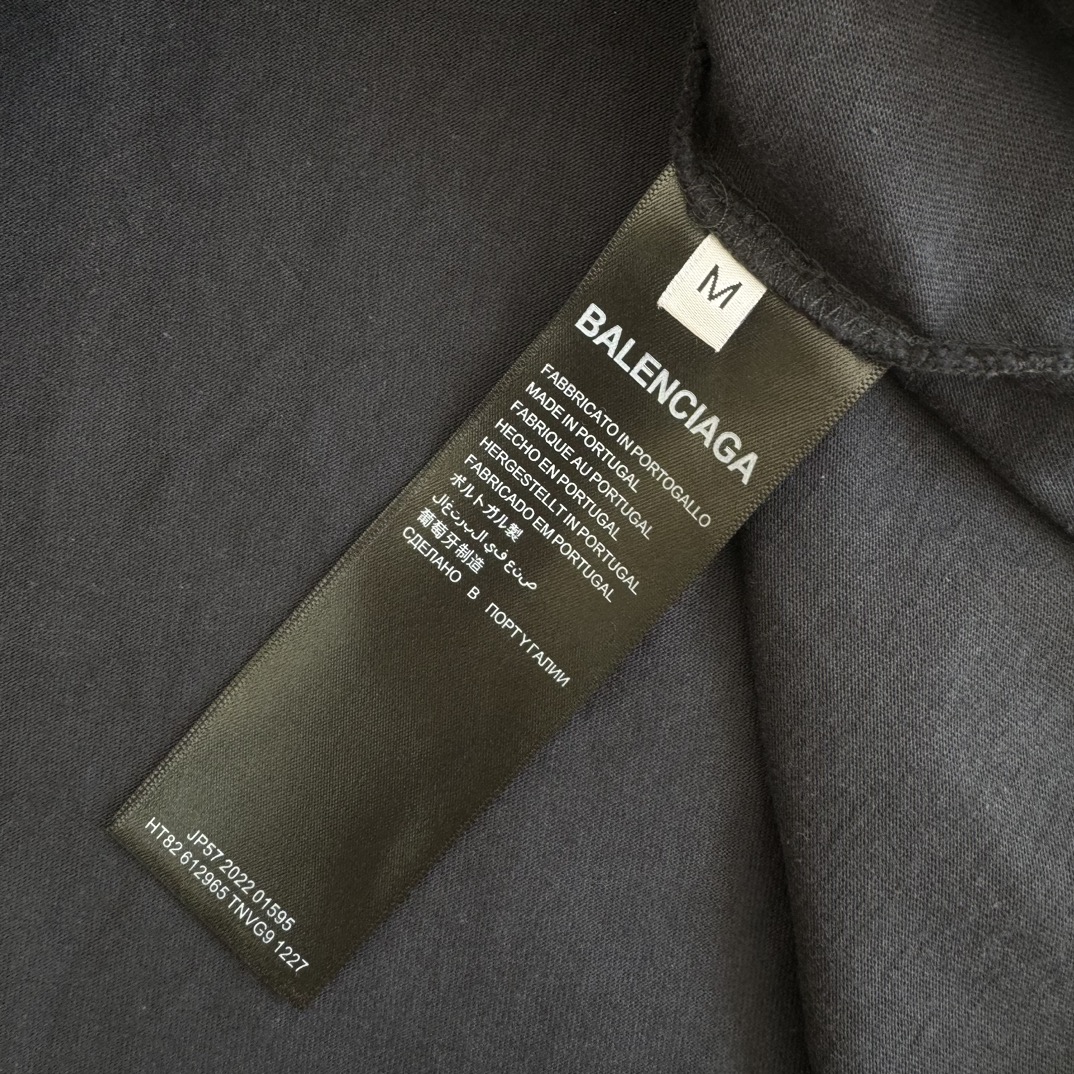 M
BALENCIAGA
FABBRICATO IN PORTOGALLO
MADE IN PORTUGAL
FABRIQUE AU PORTUGAL
HECHO EN PORTUGAL
HERGESTELLT IN PORTUGAL
FABRICADO EM PORTUGAL
ポルトガル製
صنع في البرتغال
葡萄牙制造
СДЕЛАНО В ПОРТУГАЛИИ
JP57 2022 01595
HT82 612965 TNVG9 1227